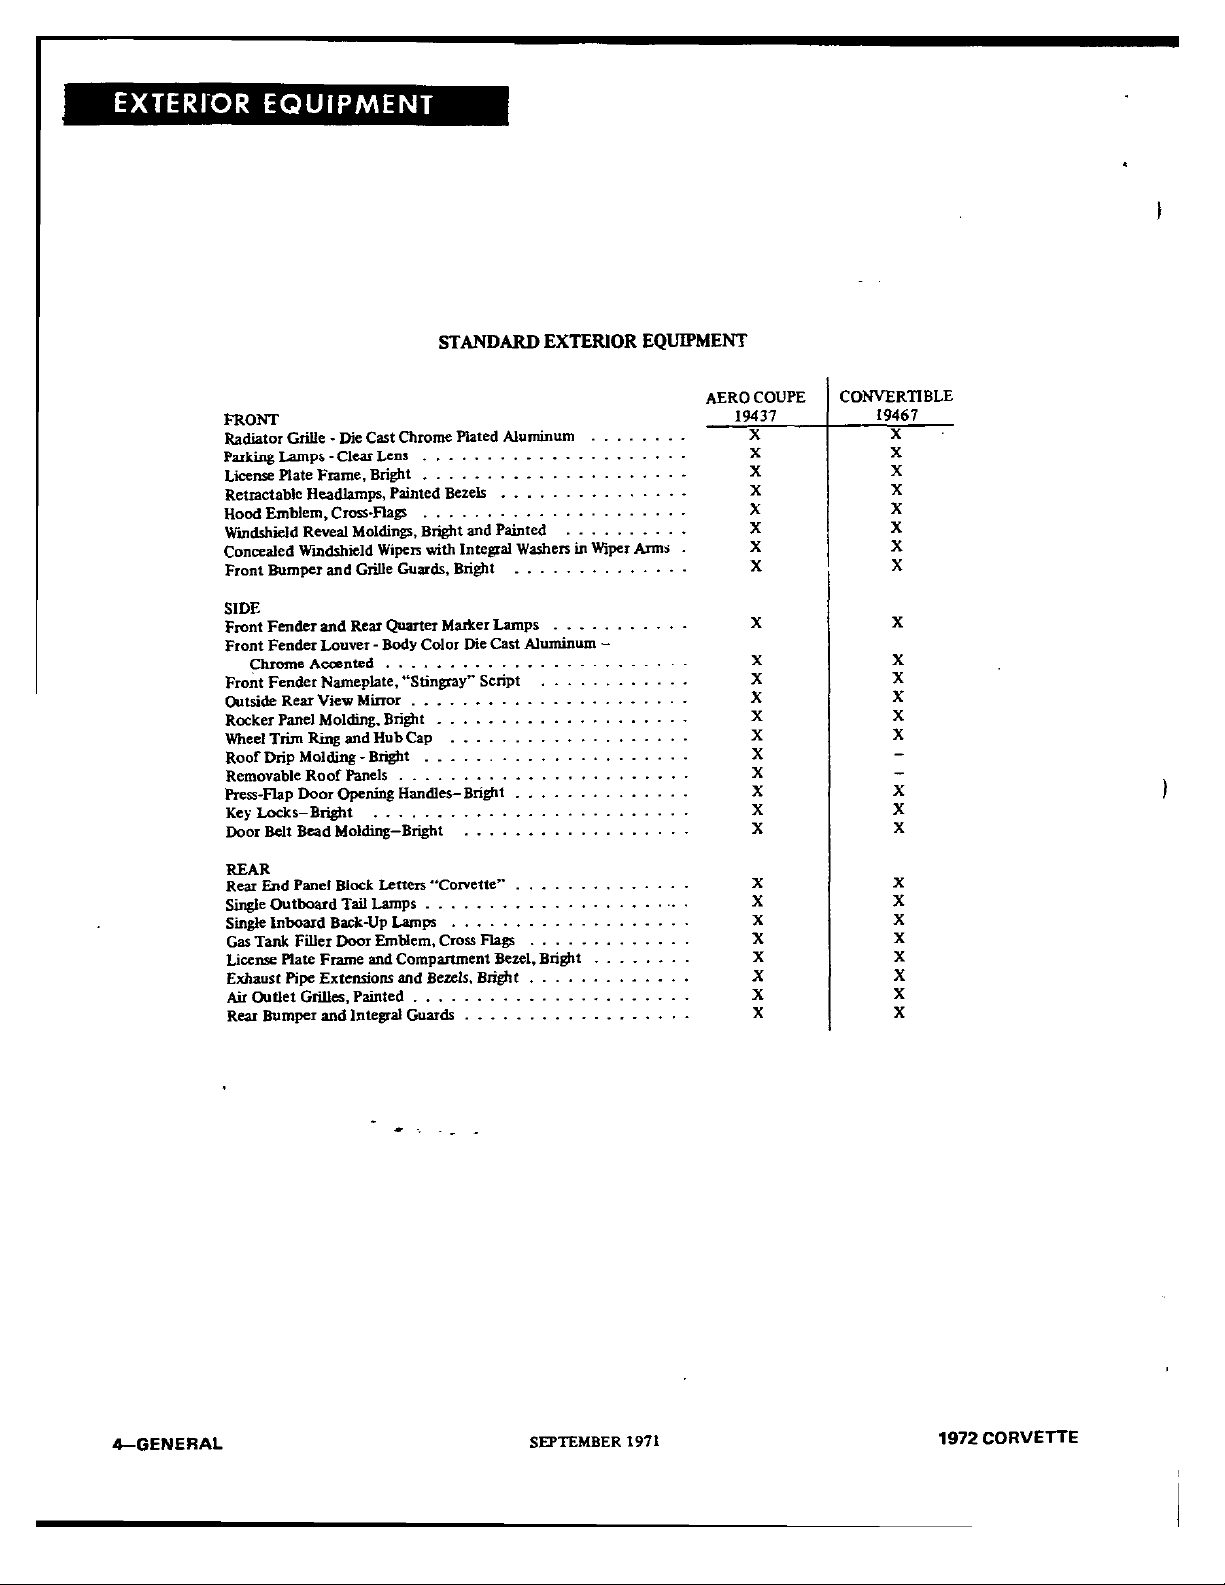 EXTERIOR EQUIPMENT
STANDARD EXTERIOR EQUIPMENT
AERO COUPE CONVERTIBLE
FRONT 19437 19467
Radiator Grille - Die Cast Chrome Plated Aluminum . . . . . . . . X X
Parking Lamps - Clear Lens . . . . . . . . . . . . . . . . . . . . . X X
License Plate Frame, Bright . . . . . . . . . . . . . . . . . . . . . X X
Retractable Headlamps, Painted Bezels . . . . . . . . . . . . . . . X X
Hood Emblem, Cross-Flags . . . . . . . . . . . . . . . . . . . . . X X
Windshield Reveal Moldings, Bright and Painted . . . . . . . . . . X X
Concealed Windshield Wipers with Integral Washers in Wiper Arms . X X
Front Bumper and Grille Guards, Bright . . . . . . . . . . . . . . X X
SIDE
Front Fender and Rear Quarter Marker Lamps . . . . . . . . . . . X X
Front Fender Louver - Body Color Die Cast Aluminum –
Chrome Accented . . . . . . . . . . . . . . . . . . . . . . . . X X
Front Fender Nameplate, "Stingray" Script . . . . . . . . . . . . X X
Outside Rear View Mirror . . . . . . . . . . . . . . . . . . . . . . X X
Rocker Panel Molding, Bright . . . . . . . . . . . . . . . . . . . . X X
Wheel Trim Ring and Hub Cap . . . . . . . . . . . . . . . . . . . X X
Roof Drip Molding - Bright . . . . . . . . . . . . . . . . . . . . . X –
Removable Roof Panels . . . . . . . . . . . . . . . . . . . . . . . X –
Press-Flap Door Opening Handles–Bright . . . . . . . . . . . . . . X X
Key Locks–Bright . . . . . . . . . . . . . . . . . . . . . . . . . X X
Door Belt Bead Molding–Bright . . . . . . . . . . . . . . . . . . X X
REAR
Rear End Panel Block Letters "Corvette" . . . . . . . . . . . . . . X X
Single Outboard Tail Lamps . . . . . . . . . . . . . . . . . . . . . X X
Single Inboard Back-Up Lamps . . . . . . . . . . . . . . . . . . . X X
Gas Tank Filler Door Emblem, Cross Flags . . . . . . . . . . . . . X X
License Plate Frame and Compartment Bezel, Bright . . . . . . . . X X
Exhaust Pipe Extensions and Bezels, Bright . . . . . . . . . . . . . X X
Air Outlet Grilles, Painted . . . . . . . . . . . . . . . . . . . . . . X X
Rear Bumper and Integral Guards . . . . . . . . . . . . . . . . . . X X
4—GENERAL SEPTEMBER 1971 1972 CORVETTE